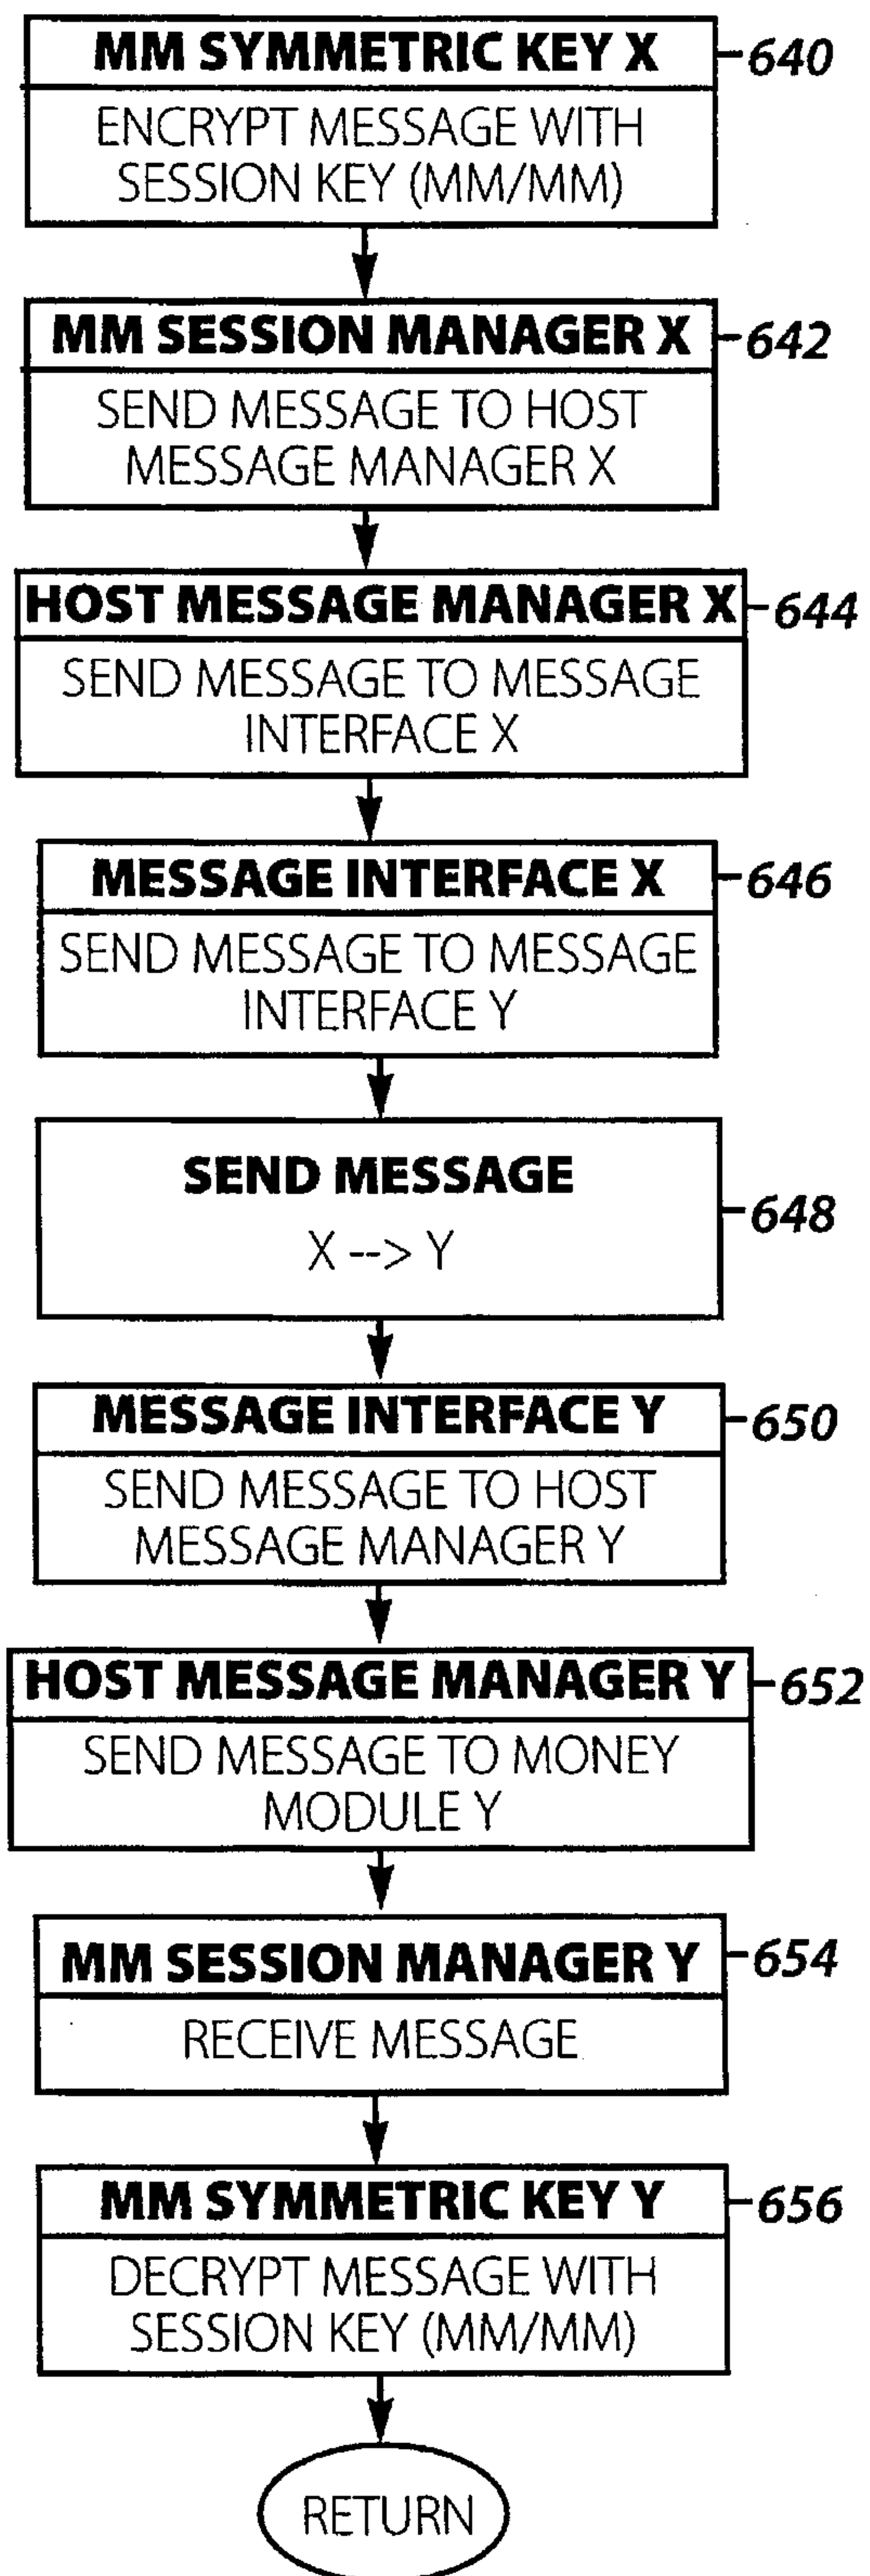 MM SYMMETRIC KEY X
640
ENCRYPT MESSAGE WITH
SESSION KEY (MM/MM)
MM SESSION MANAGER X
642
SEND MESSAGE TO HOST
MESSAGE MANAGER X
HOST MESSAGE MANAGER X
644
SEND MESSAGE TO MESSAGE
INTERFACE X
MESSAGE INTERFACE X
646
SEND MESSAGE TO MESSAGE
INTERFACE Y
SEND MESSAGE
648
X --> Y
MESSAGE INTERFACE Y
650
SEND MESSAGE TO HOST
MESSAGE MANAGER Y
HOST MESSAGE MANAGER Y
652
SEND MESSAGE TO MONEY
MODULE Y
MM SESSION MANAGER Y
654
RECEIVE MESSAGE
MM SYMMETRIC KEY Y
656
DECRYPT MESSAGE WITH
SESSION KEY (MM/MM)
RETURN